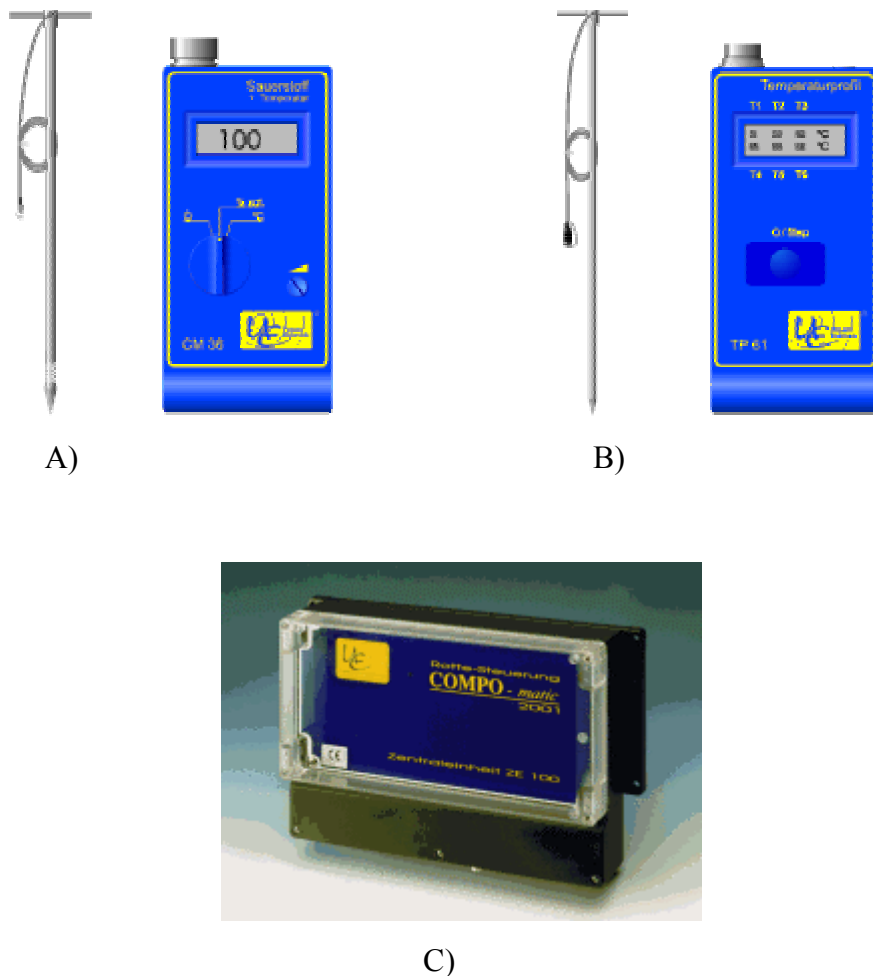 Sauerstoff
+ Temperatur
100
°C
CM 36
A)
Temperaturprofil
T1 T2 T3
°C
°C
T4 T5 T6
TP 61
B)
Rotte-Steuerung
COMPO - matic
2001
CE
Zentraleinheit ZE 100
C)